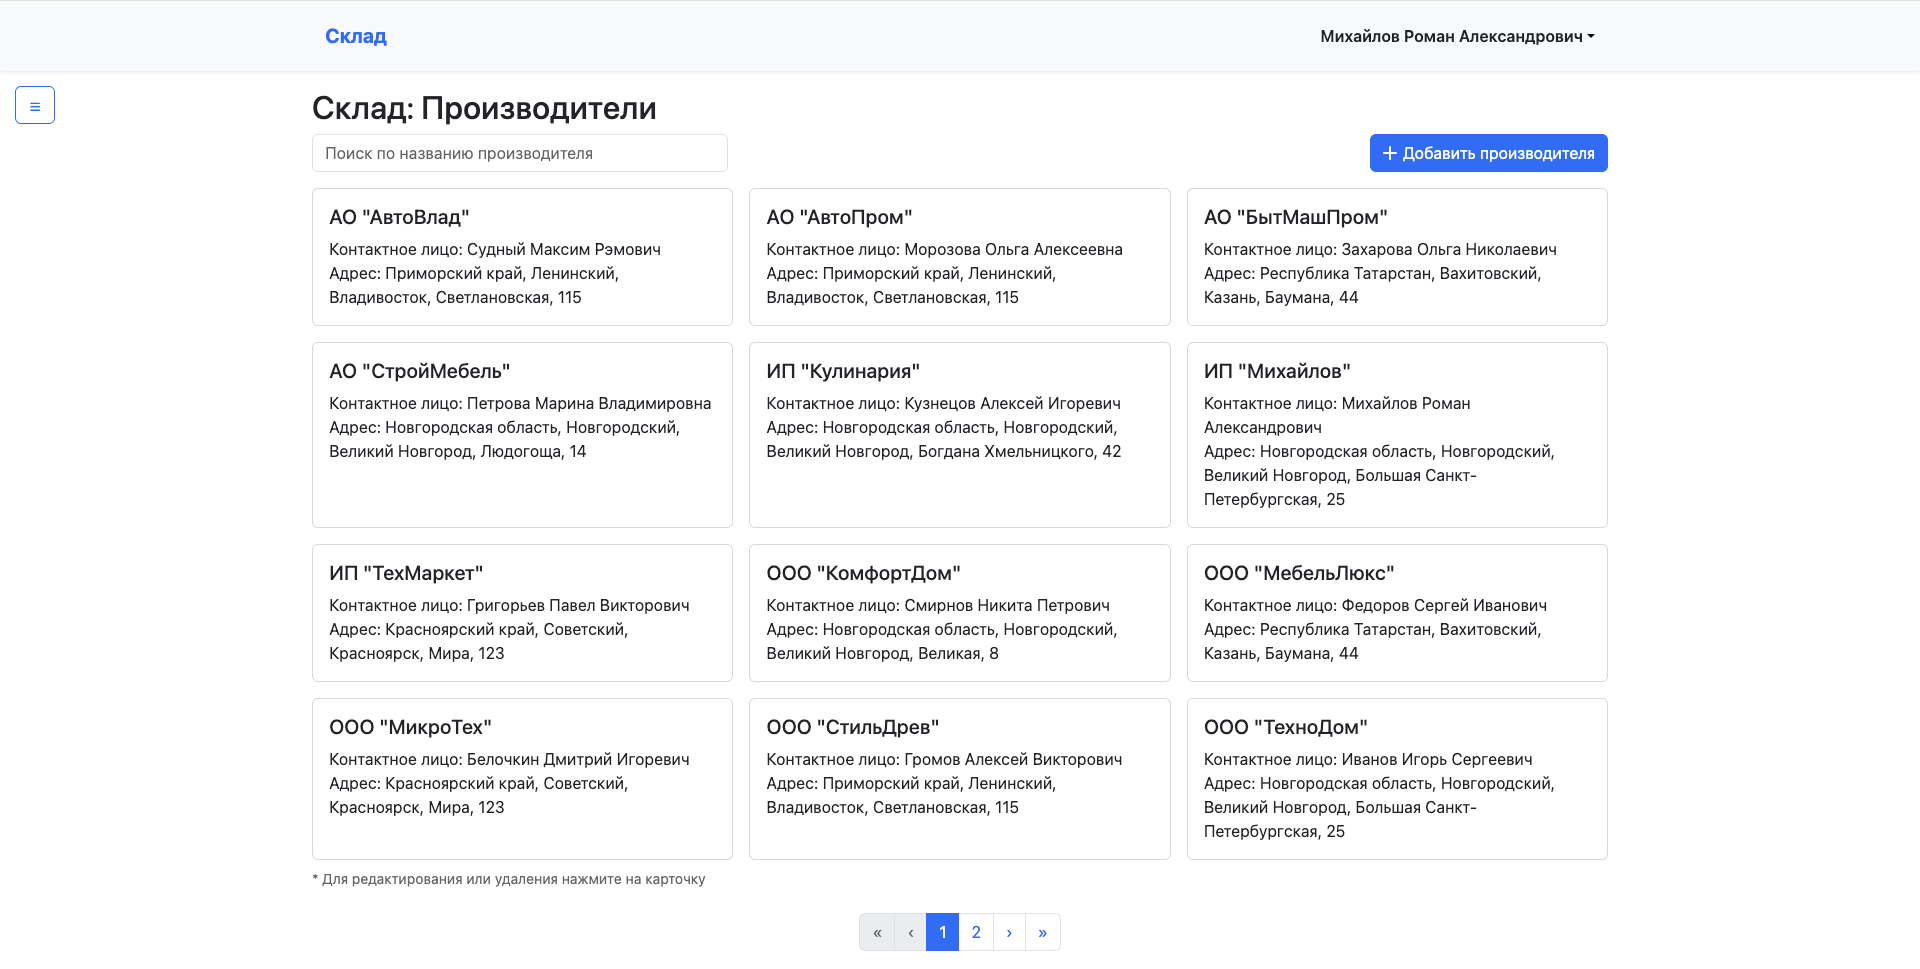 Склад
Михайлов Роман Александрович
≡
Склад: Производители
Поиск по названию производителя
+ Добавить производителя
АО "АвтоВлад"
Контактное лицо: Судный Максим Рэмович
Адрес: Приморский край, Ленинский,
Владивосток, Светлановская, 115
АО "АвтоПром"
Контактное лицо: Морозова Ольга Алексеевна
Адрес: Приморский край, Ленинский,
Владивосток, Светлановская, 115
АО "БытМашПром"
Контактное лицо: Захарова Ольга Николаевич
Адрес: Республика Татарстан, Вахитовский,
Казань, Баумана, 44
АО "СтройМебель"
Контактное лицо: Петрова Марина Владимировна
Адрес: Новгородская область, Новгородский,
Великий Новгород, Людогоща, 14
ИП "Кулинария"
Контактное лицо: Кузнецов Алексей Игоревич
Адрес: Новгородская область, Новгородский,
Великий Новгород, Богдана Хмельницкого, 42
ИП "Михайлов"
Контактное лицо: Михайлов Роман
Александрович
Адрес: Новгородская область, Новгородский,
Великий Новгород, Большая Санкт-
Петербургская, 25
ИП "ТехМаркет"
Контактное лицо: Григорьев Павел Викторович
Адрес: Красноярский край, Советский,
Красноярск, Мира, 123
ООО "КомфортДом"
Контактное лицо: Смирнов Никита Петрович
Адрес: Новгородская область, Новгородский,
Великий Новгород, Великая, 8
ООО "МебельЛюкс"
Контактное лицо: Федоров Сергей Иванович
Адрес: Республика Татарстан, Вахитовский,
Казань, Баумана, 44
ООО "МикроТех"
Контактное лицо: Белочкин Дмитрий Игоревич
Адрес: Красноярский край, Советский,
Красноярск, Мира, 123
ООО "СтильДрев"
Контактное лицо: Громов Алексей Викторович
Адрес: Приморский край, Ленинский,
Владивосток, Светлановская, 115
ООО "ТехноДом"
Контактное лицо: Иванов Игорь Сергеевич
Адрес: Новгородская область, Новгородский,
Великий Новгород, Большая Санкт-
Петербургская, 25
* Для редактирования или удаления нажмите на карточку
« ‹ 1 2 › »